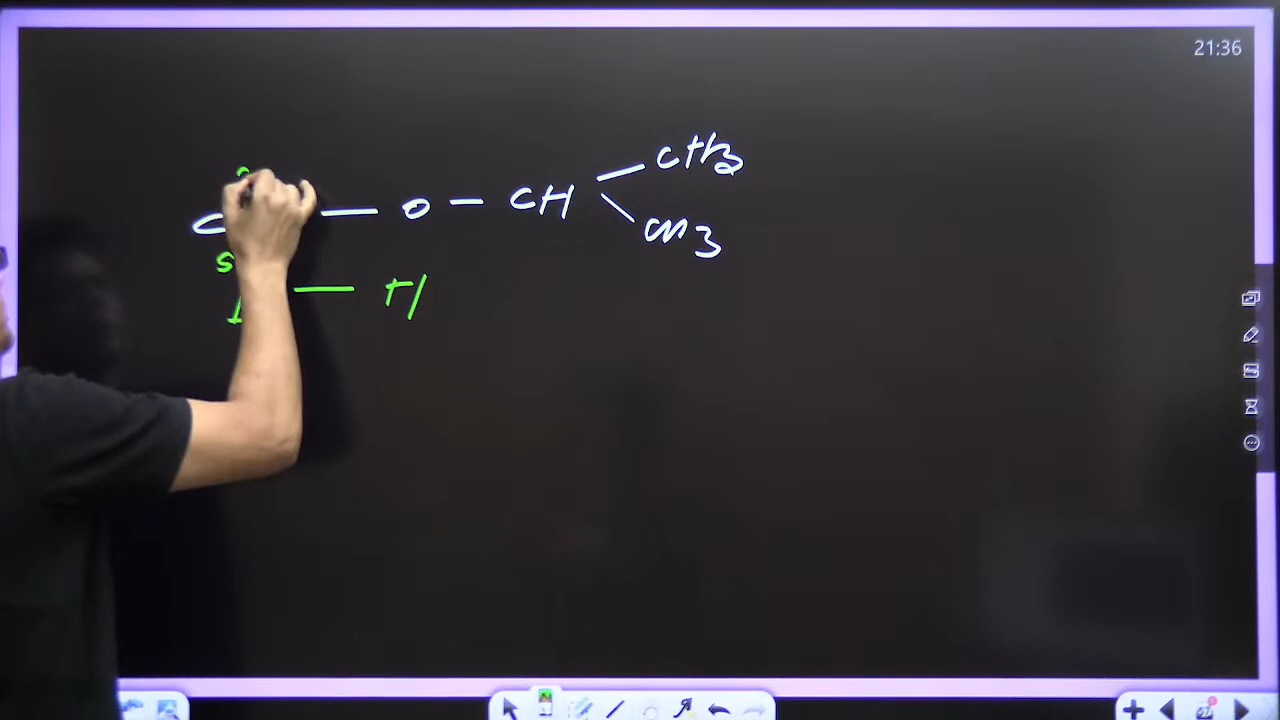 21:36
C — O — CH
CH3
CH3
I — H